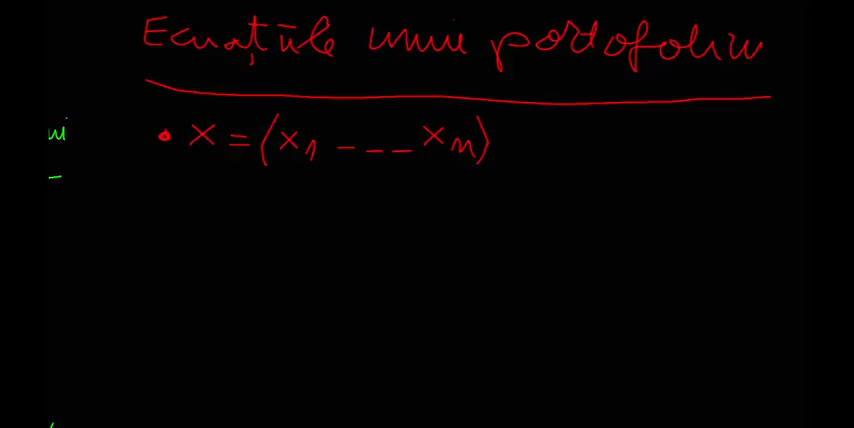 Ecuațiile unui portofoliu
• X = (x1 - - - xn)